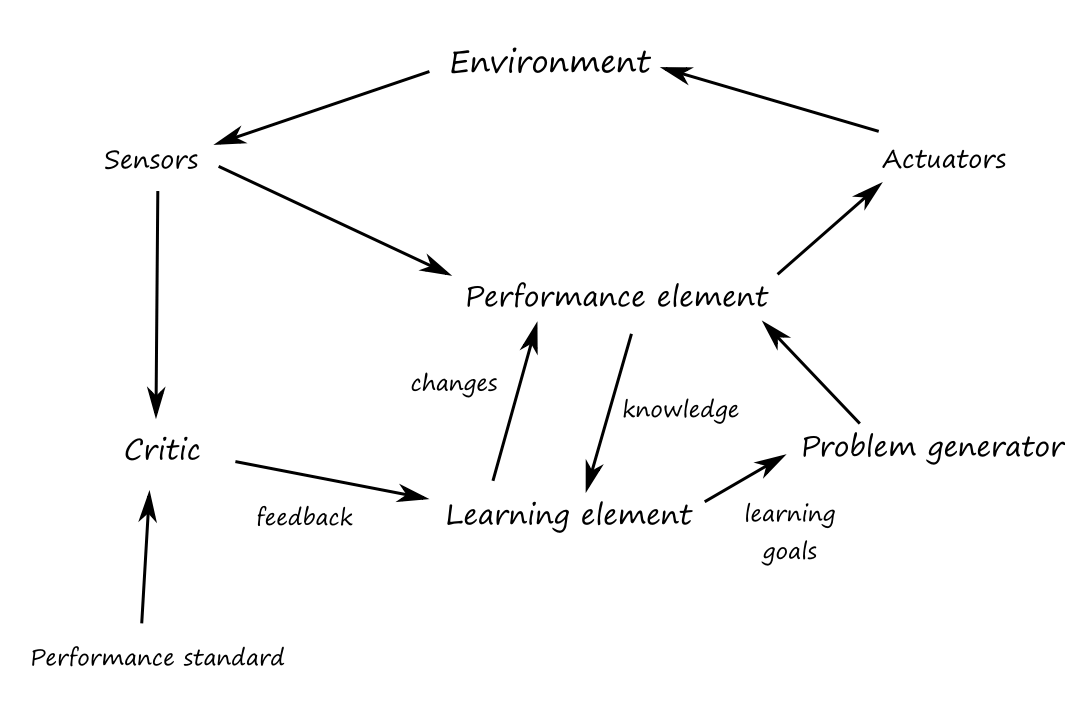 Environment
Sensors
Actuators
Performance element
changes
knowledge
Critic
Problem generator
feedback
Learning element
learning
goals
Performance standard